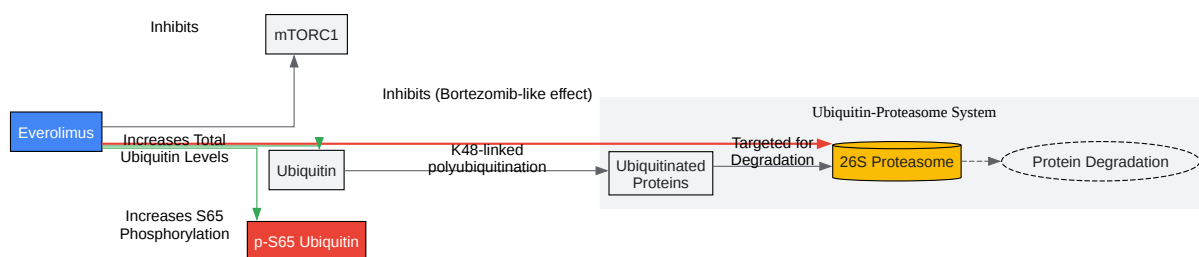 Inhibits
mTORC1
Inhibits (Bortezomib-like effect)
Ubiquitin-Proteasome System
Everolimus
Increases Total
Ubiquitin Levels
Ubiquitin
K48-linked
polyubiquitination
Ubiquitinated
Proteins
Targeted for
Degradation
26S Proteasome
Protein Degradation
Increases S65
Phosphorylation
p-S65 Ubiquitin